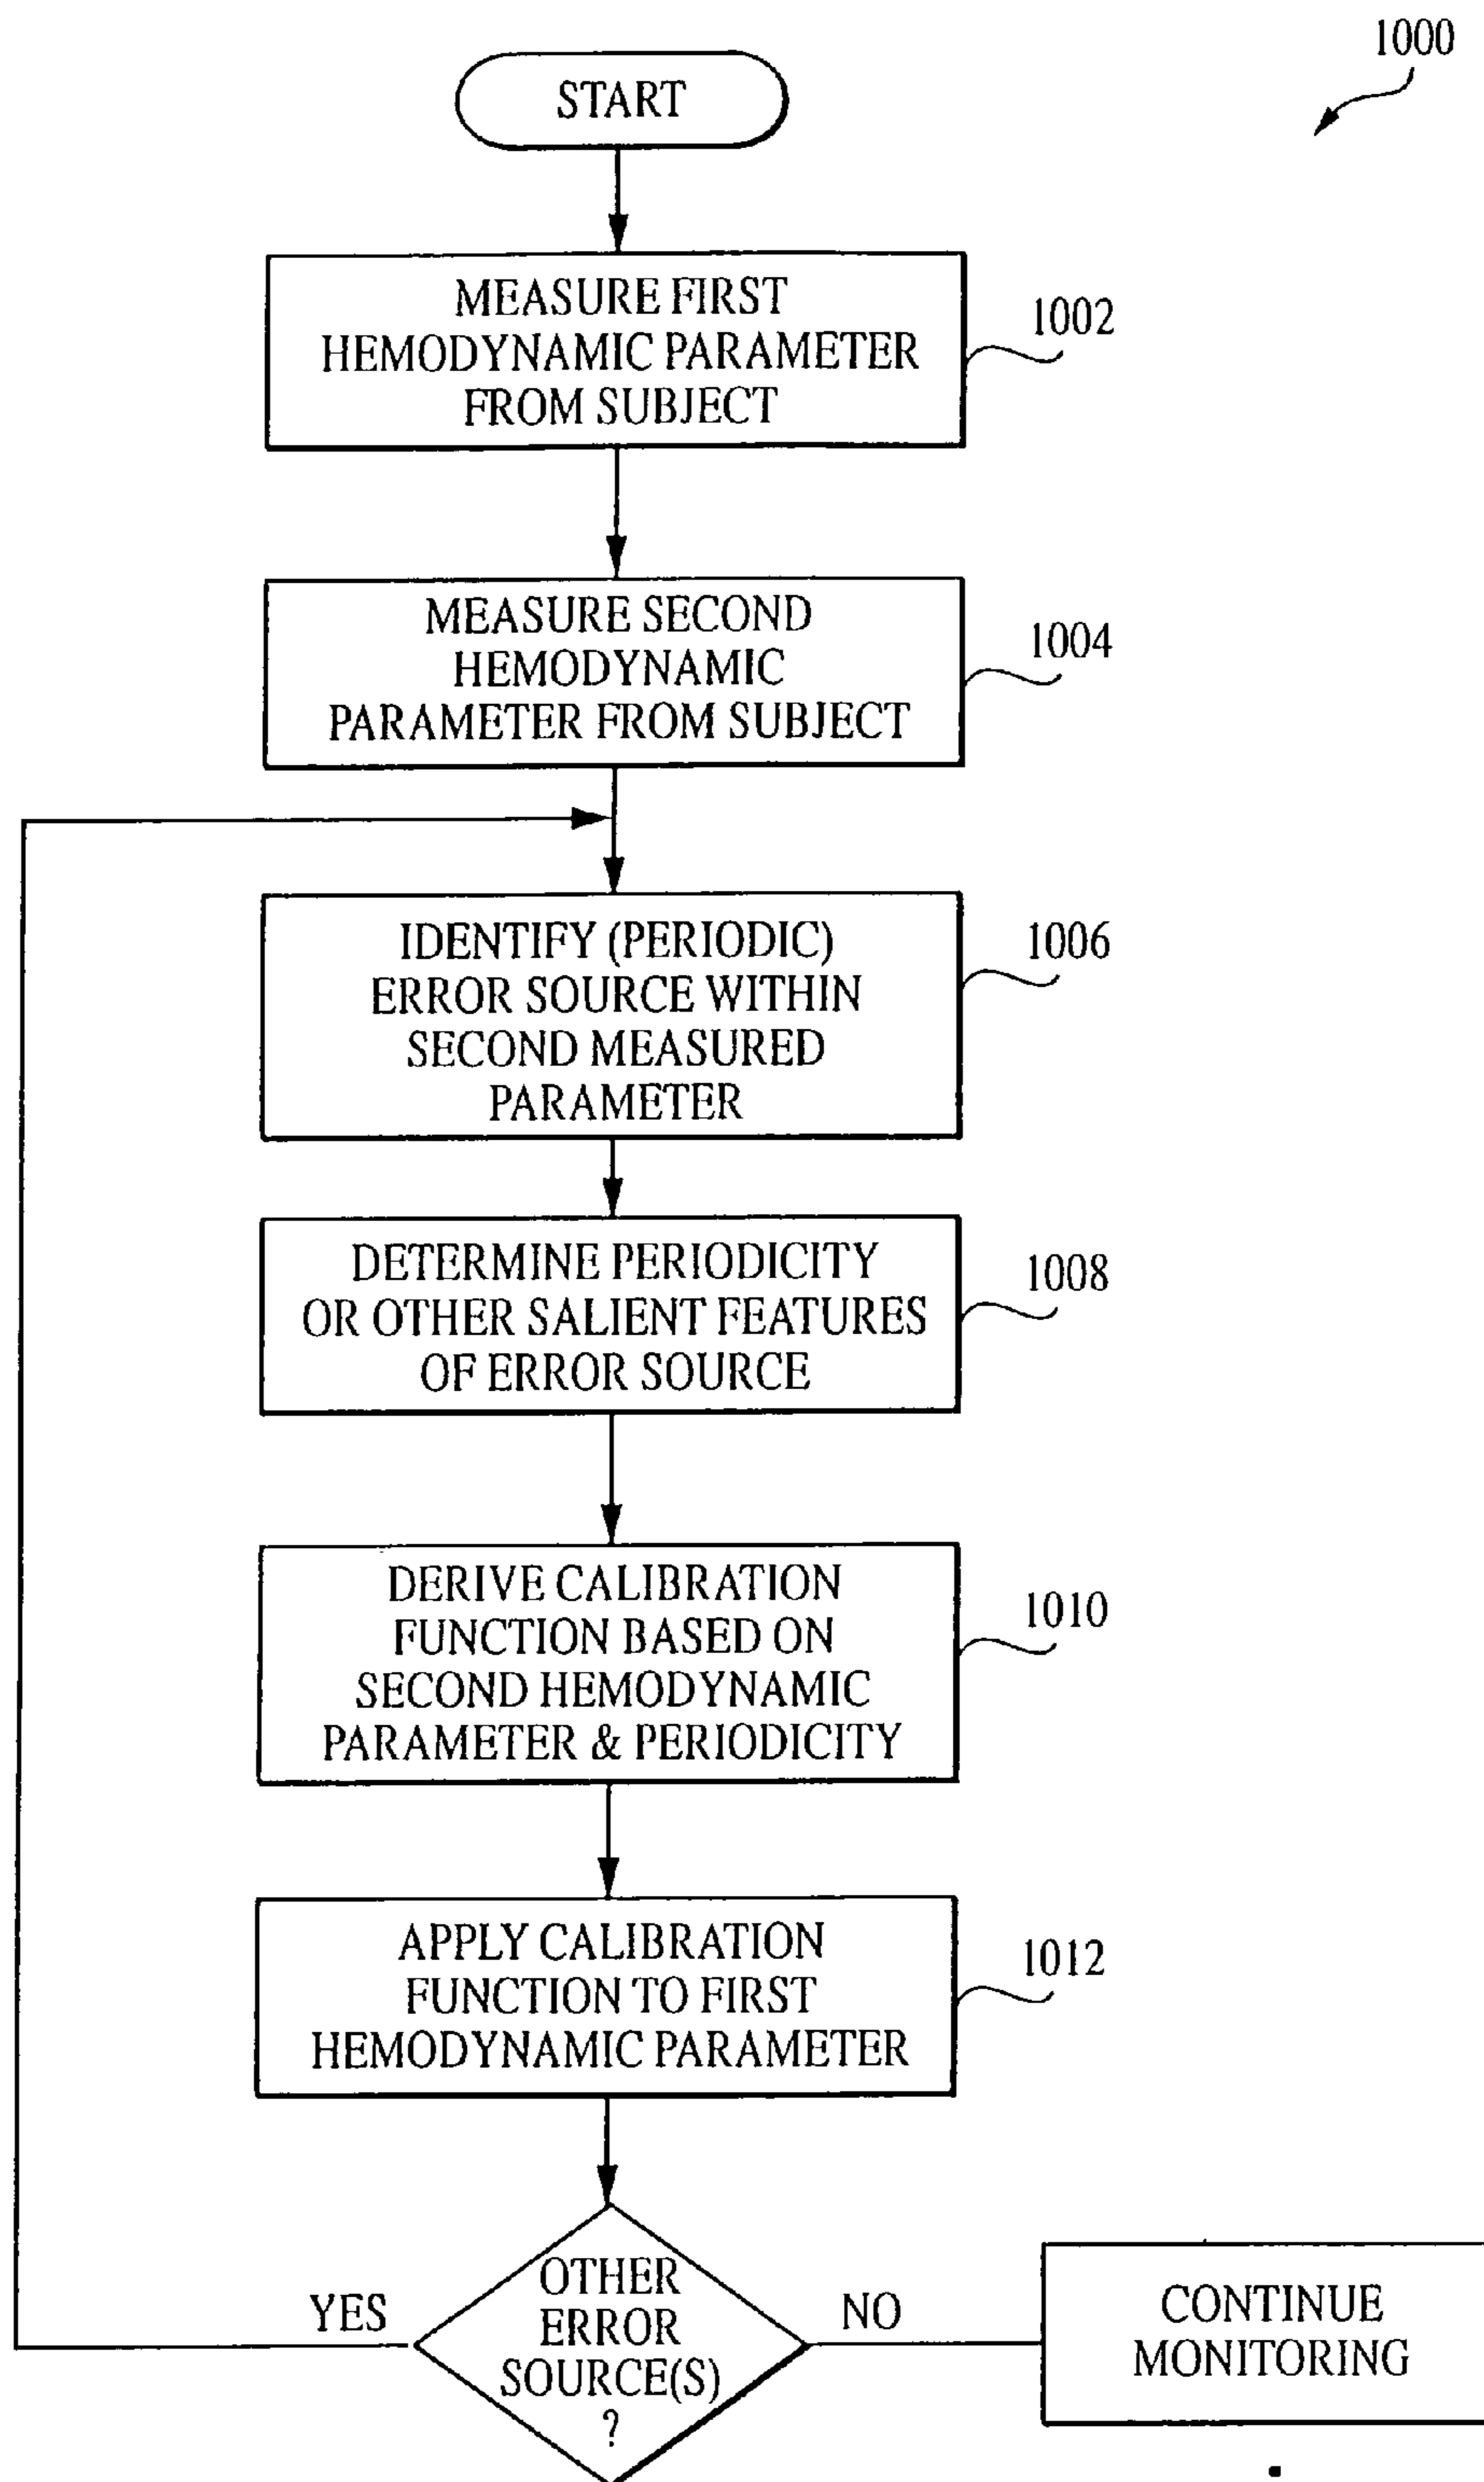 1000
START
MEASURE FIRST
HEMODYNAMIC PARAMETER
FROM SUBJECT
1002
MEASURE SECOND
HEMODYNAMIC
PARAMETER FROM SUBJECT
1004
IDENTIFY (PERIODIC)
ERROR SOURCE WITHIN
SECOND MEASURED
PARAMETER
1006
DETERMINE PERIODICITY
OR OTHER SALIENT FEATURES
OF ERROR SOURCE
1008
DERIVE CALIBRATION
FUNCTION BASED ON
SECOND HEMODYNAMIC
PARAMETER & PERIODICITY
1010
APPLY CALIBRATION
FUNCTION TO FIRST
HEMODYNAMIC PARAMETER
1012
OTHER
ERROR
SOURCE(S)
?
YES
NO
CONTINUE
MONITORING